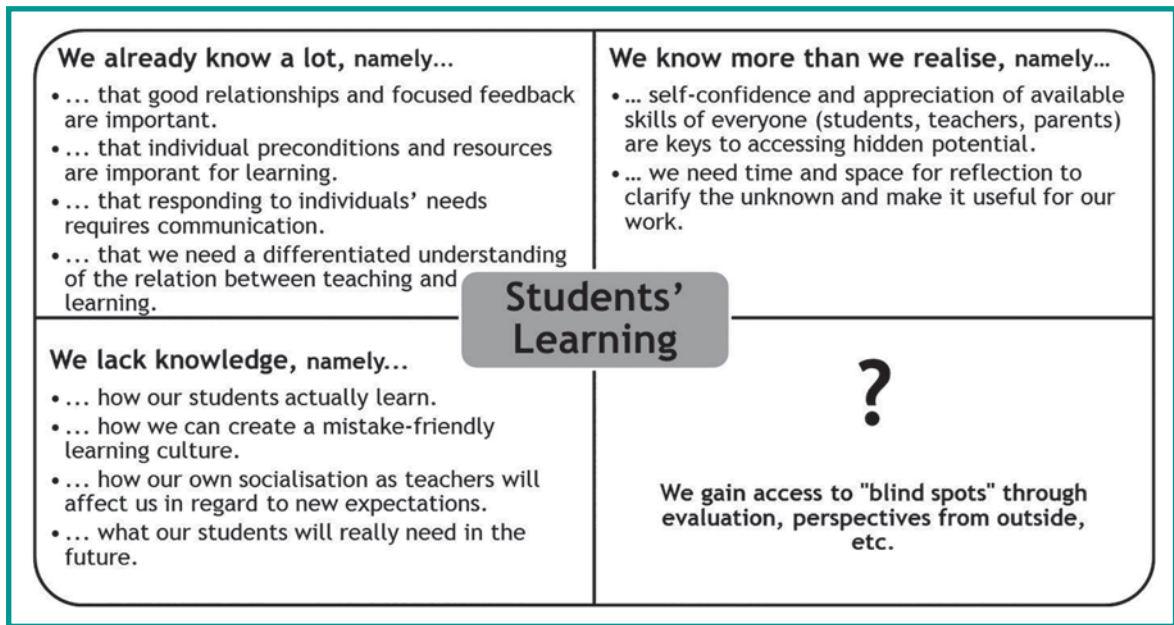 We already know a lot, namely...
• ... that good relationships and focused feedback
are important.
• ... that individual preconditions and resources
are imporant for learning.
• ... that responding to individuals’ needs
requires communication.
• ... that we need a differentiated understanding
of the relation between teaching and
learning.
We know more than we realise, namely…
• … self-confidence and appreciation of available
skills of everyone (students, teachers, parents)
are keys to accessing hidden potential.
• ... we need time and space for reflection to
clarify the unknown and make it useful for our
work.
Students’
Learning
We lack knowledge, namely...
• ... how our students actually learn.
• ... how we can create a mistake-friendly
learning culture.
• ... how our own socialisation as teachers will
affect us in regard to new expectations.
• ... what our students will really need in the
future.
?
We gain access to "blind spots" through
evaluation, perspectives from outside,
etc.